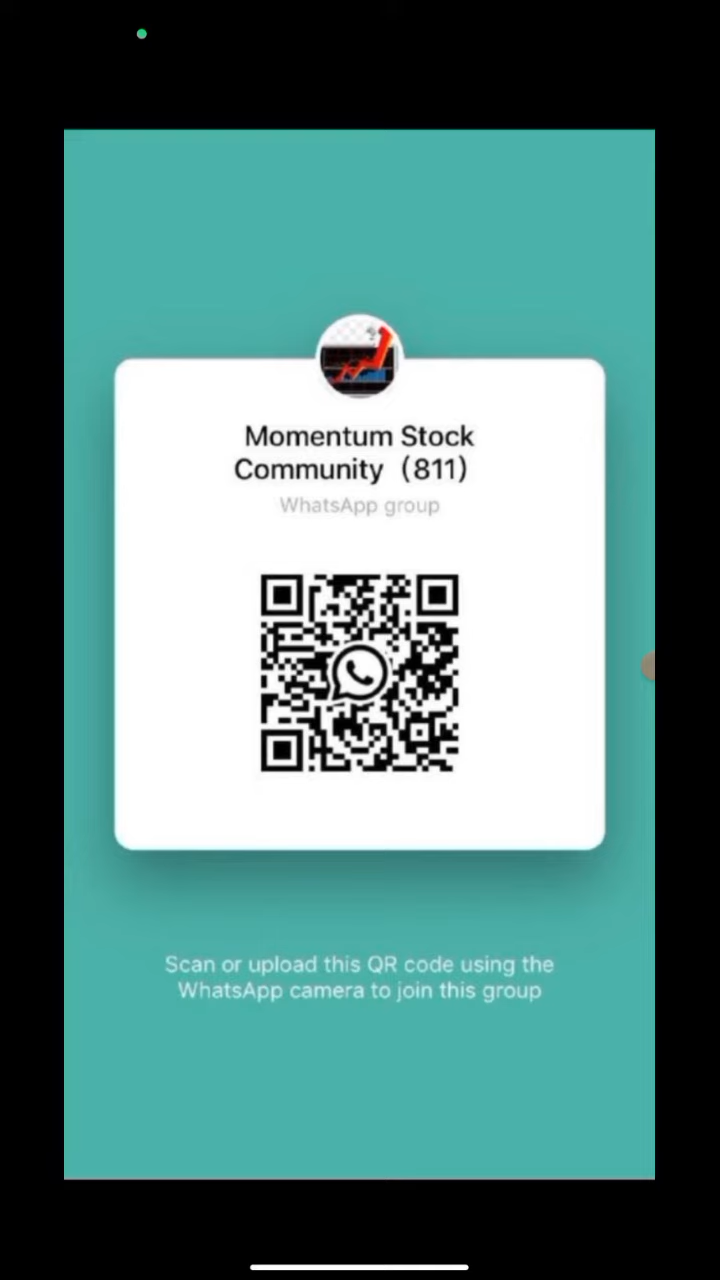 Momentum Stock
Community（811）
WhatsApp group
Scan or upload this QR code using the
WhatsApp camera to join this group